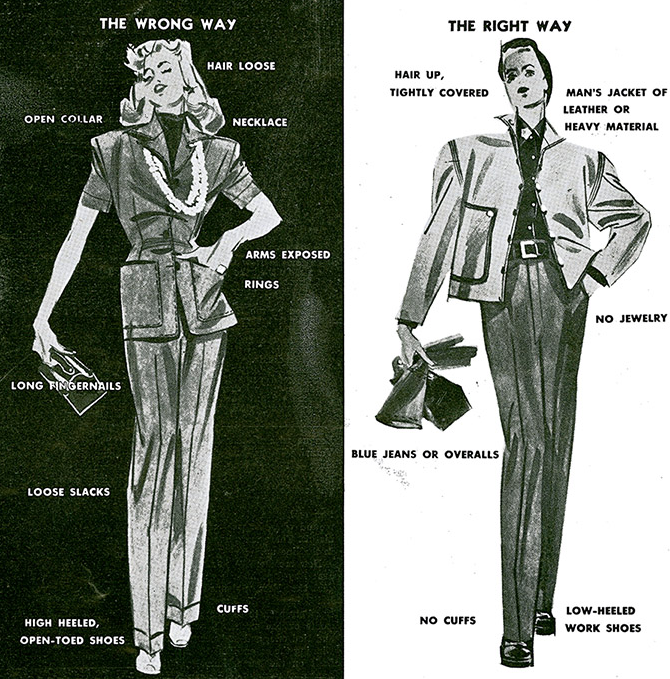 THE WRONG WAY
HAIR LOOSE
OPEN COLLAR
NECKLACE
ARMS EXPOSED
RINGS
LONG FINGERNAILS
LOOSE SLACKS
CUFFS
HIGH HEELED,
OPEN-TOED SHOES
THE RIGHT WAY
HAIR UP,
TIGHTLY COVERED
MAN'S JACKET OF
LEATHER OR
HEAVY MATERIAL
NO JEWELRY
BLUE JEANS OR OVERALLS
NO CUFFS
LOW-HEELED
WORK SHOES